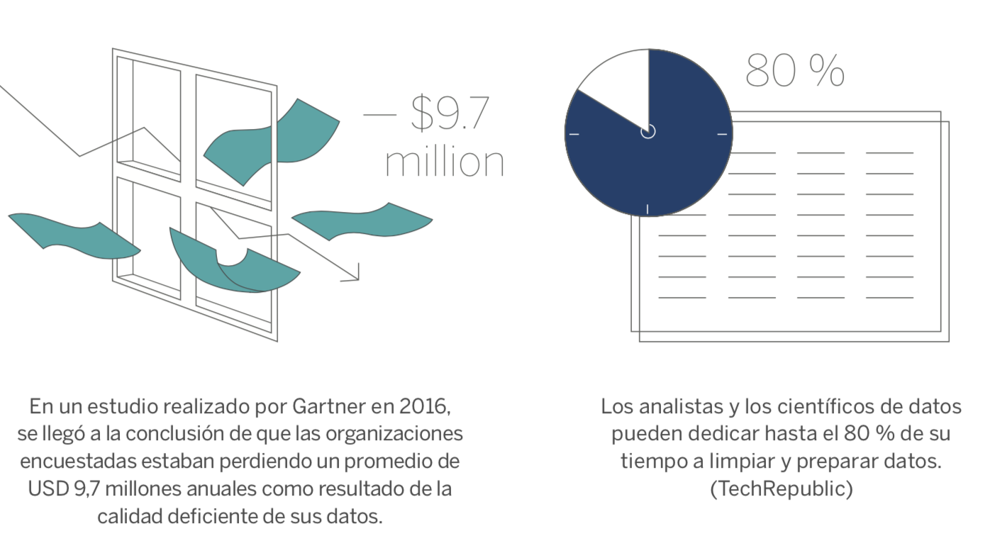 — $9.7
million
En un estudio realizado por Gartner en 2016,
se llegó a la conclusión de que las organizaciones
encuestadas estaban perdiendo un promedio de
USD 9,7 millones anuales como resultado de la
calidad deficiente de sus datos.
80 %
Los analistas y los científicos de datos
pueden dedicar hasta el 80 % de su
tiempo a limpiar y preparar datos.
(TechRepublic)